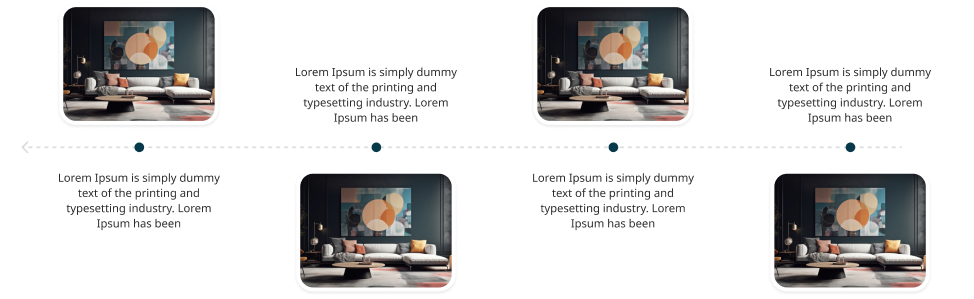 Lorem Ipsum is simply dummy
text of the printing and
typesetting industry. Lorem
Ipsum has been
Lorem Ipsum is simply dummy
text of the printing and
typesetting industry. Lorem
Ipsum has been
Lorem Ipsum is simply dummy
text of the printing and
typesetting industry. Lorem
Ipsum has been
Lorem Ipsum is simply dummy
text of the printing and
typesetting industry. Lorem
Ipsum has been